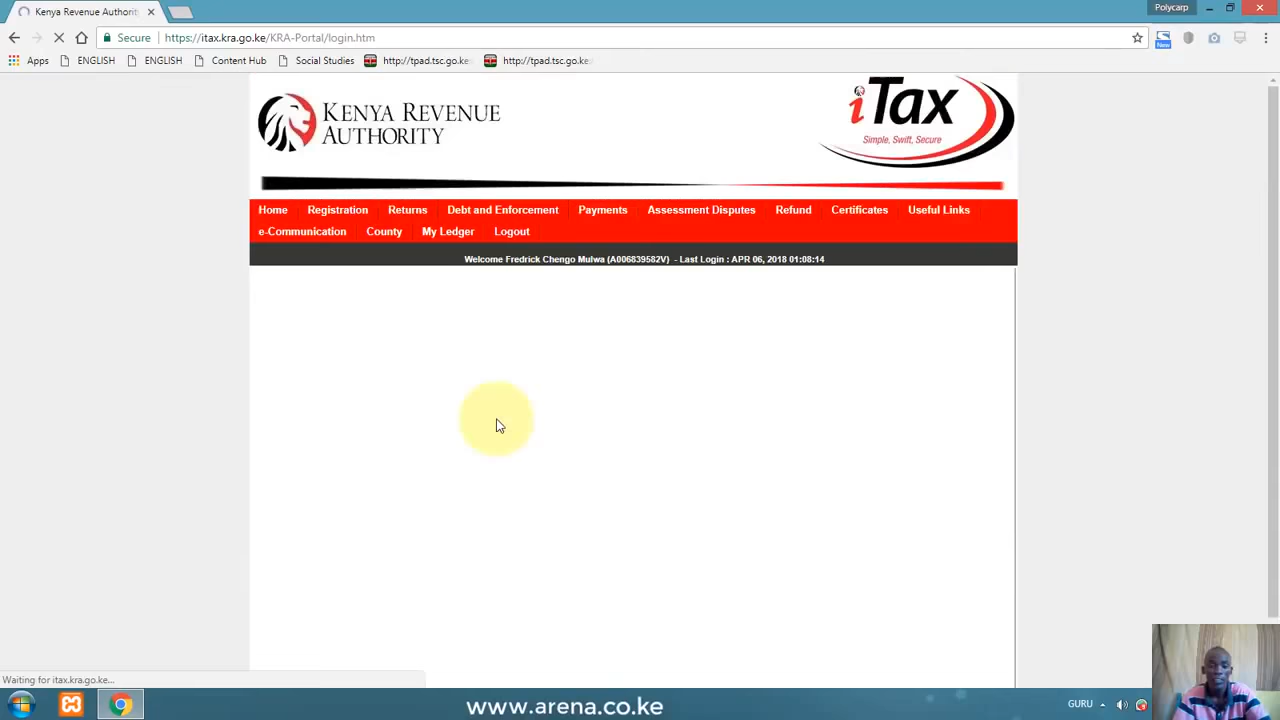 Kenya Revenue Authority
Polycarp
Secure
https://itax.kra.go.ke/KRA-Portal/login.htm
Apps ENGLISH ENGLISH Content Hub Social Studies http://tpad.tsc.go.ke http://tpad.tsc.go.ke
New
KENYA REVENUE
AUTHORITY
iTax
Simple, Swift, Secure
Home Registration Returns Debt and Enforcement Payments Assessment Disputes Refund Certificates Useful Links
e-Communication County My Ledger Logout
Welcome Fredrick Chengo Mulwa (A006839582V) - Last Login : APR 06, 2018 01:08:14
Waiting for itax.kra.go.ke...
www.arena.co.ke
GURU